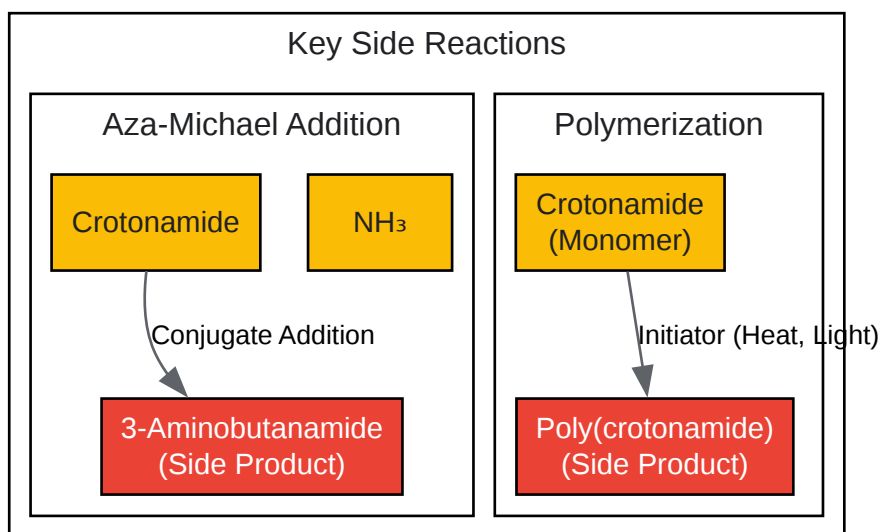 Key Side Reactions
Aza-Michael Addition
Crotonamide
NH₃
Conjugate Addition
3-Aminobutanamide
(Side Product)
Polymerization
Crotonamide
(Monomer)
Initiator (Heat, Light)
Poly(crotonamide)
(Side Product)